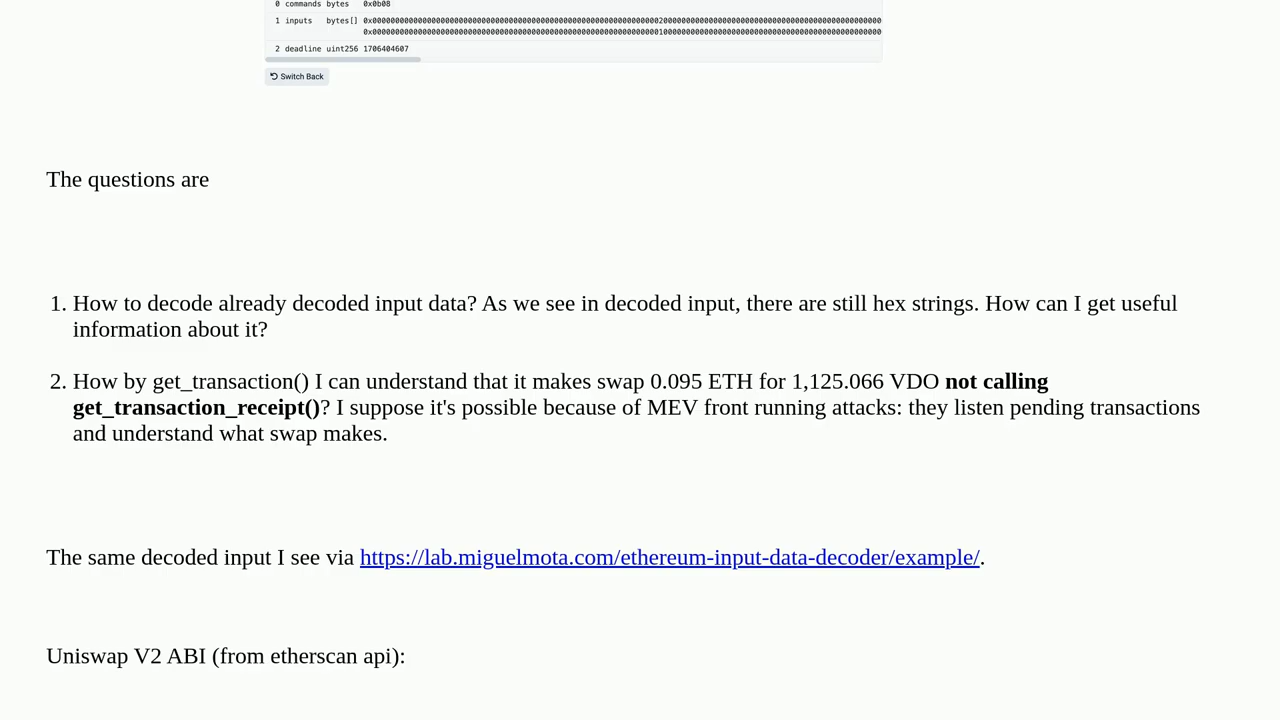 0 commands bytes 0x0b08
1 inputs bytes[]
2 deadline uint256 1706404607
Switch Back
The questions are
1. How to decode already decoded input data? As we see in decoded input, there are still hex strings. How can I get useful
information about it?
2. How by get_transaction() I can understand that it makes swap 0.095 ETH for 1,125.066 VDO not calling
get_transaction_receipt()? I suppose it's possible because of MEV front running attacks: they listen pending transactions
and understand what swap makes.
The same decoded input I see via https://lab.miguelmota.com/ethereum-input-data-decoder/example/.
Uniswap V2 ABI (from etherscan api):